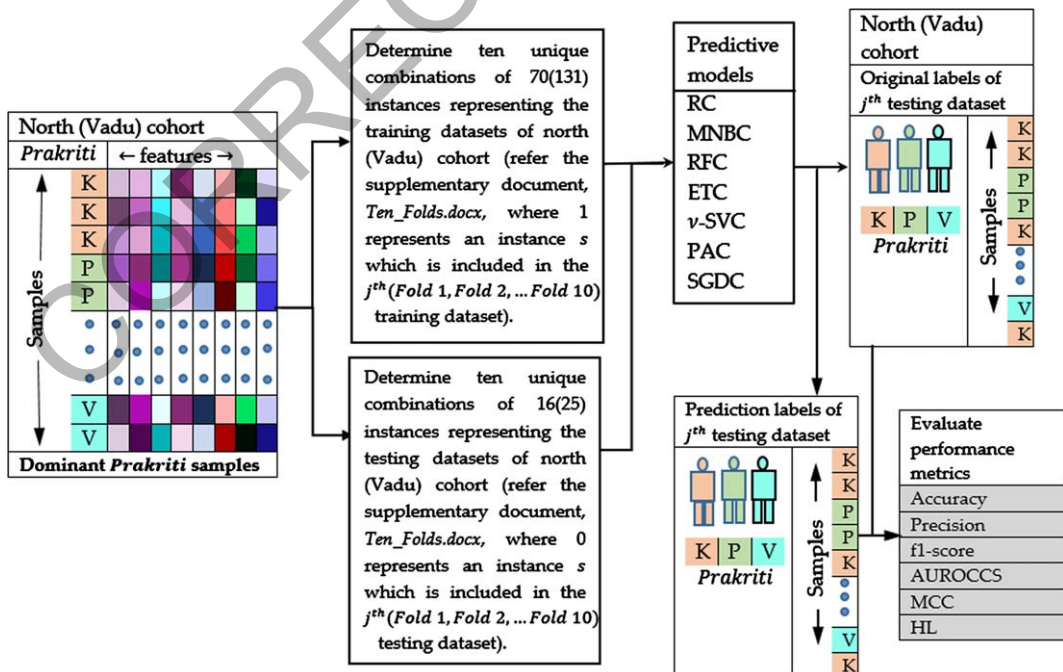 CORREC
North (Vadu) cohort
Prakriti ← features →
Samples
K
K
K
P
P
V
V
Dominant Prakriti samples
Determine ten unique
combinations of 70(131)
instances representing the
training datasets of north
(Vadu) cohort (refer the
supplementary document,
Ten_Folds.docx, where 1
represents an instance s
which is included in the
jᵗʰ(Fold 1, Fold 2, … Fold 10)
training dataset).
Determine ten unique
combinations of 16(25)
instances representing the
testing datasets of north
(Vadu) cohort (refer the
supplementary document,
Ten_Folds.docx, where 0
represents an instance s
which is included in the
jᵗʰ(Fold 1, Fold 2, … Fold 10)
testing dataset).
Predictive
models
RC
MNBC
RFC
ETC
ν-SVC
PAC
SGDC
North (Vadu)
cohort
Original labels of
jᵗʰ testing dataset
K P V
Prakriti
Samples
K
K
P
P
K
V
K
Prediction labels of
jᵗʰ testing dataset
K P V
Prakriti
Samples
K
K
P
P
K
V
K
Evaluate
performance
metrics
Accuracy
Precision
f1-score
AUROCCS
MCC
HL